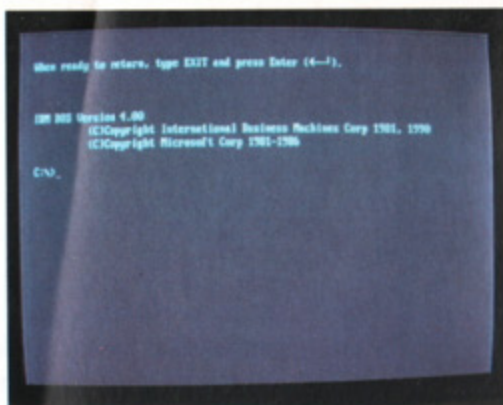 When ready to return, type EXIT and press Enter (←─┘).
IBM DOS Version 4.00
(C)Copyright International Business Machines Corp 1981, 1990
(C)Copyright Microsoft Corp 1981-1986
C:\>_